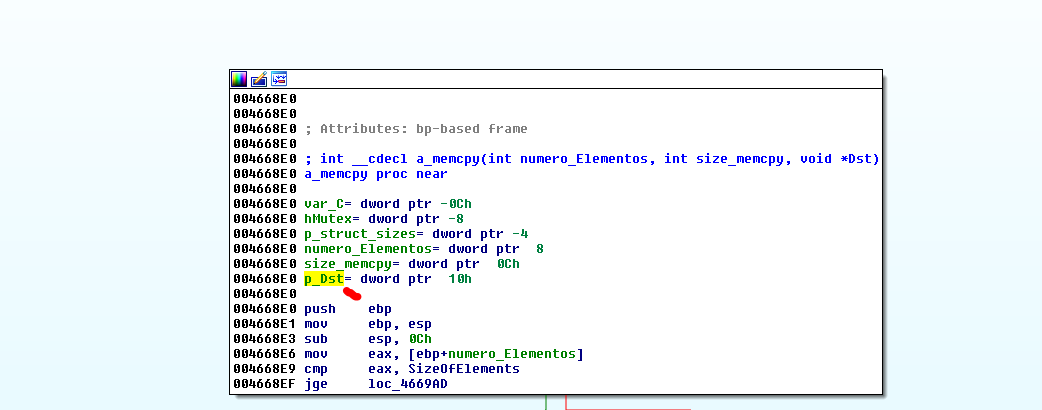 004668E0
004668E0
004668E0 ; Attributes: bp-based frame
004668E0
004668E0 ; int __cdecl a_memcpy(int numero_Elementos, int size_memcpy, void *Dst)
004668E0 a_memcpy proc near
004668E0
004668E0 var_C= dword ptr -0Ch
004668E0 hMutex= dword ptr -8
004668E0 p_struct_sizes= dword ptr -4
004668E0 numero_Elementos= dword ptr  8
004668E0 size_memcpy= dword ptr  0Ch
004668E0 p_Dst= dword ptr  10h
004668E0
004668E0 push    ebp
004668E1 mov     ebp, esp
004668E3 sub     esp, 0Ch
004668E6 mov     eax, [ebp+numero_Elementos]
004668E9 cmp     eax, SizeOfElements
004668EF jge     loc_4669AD